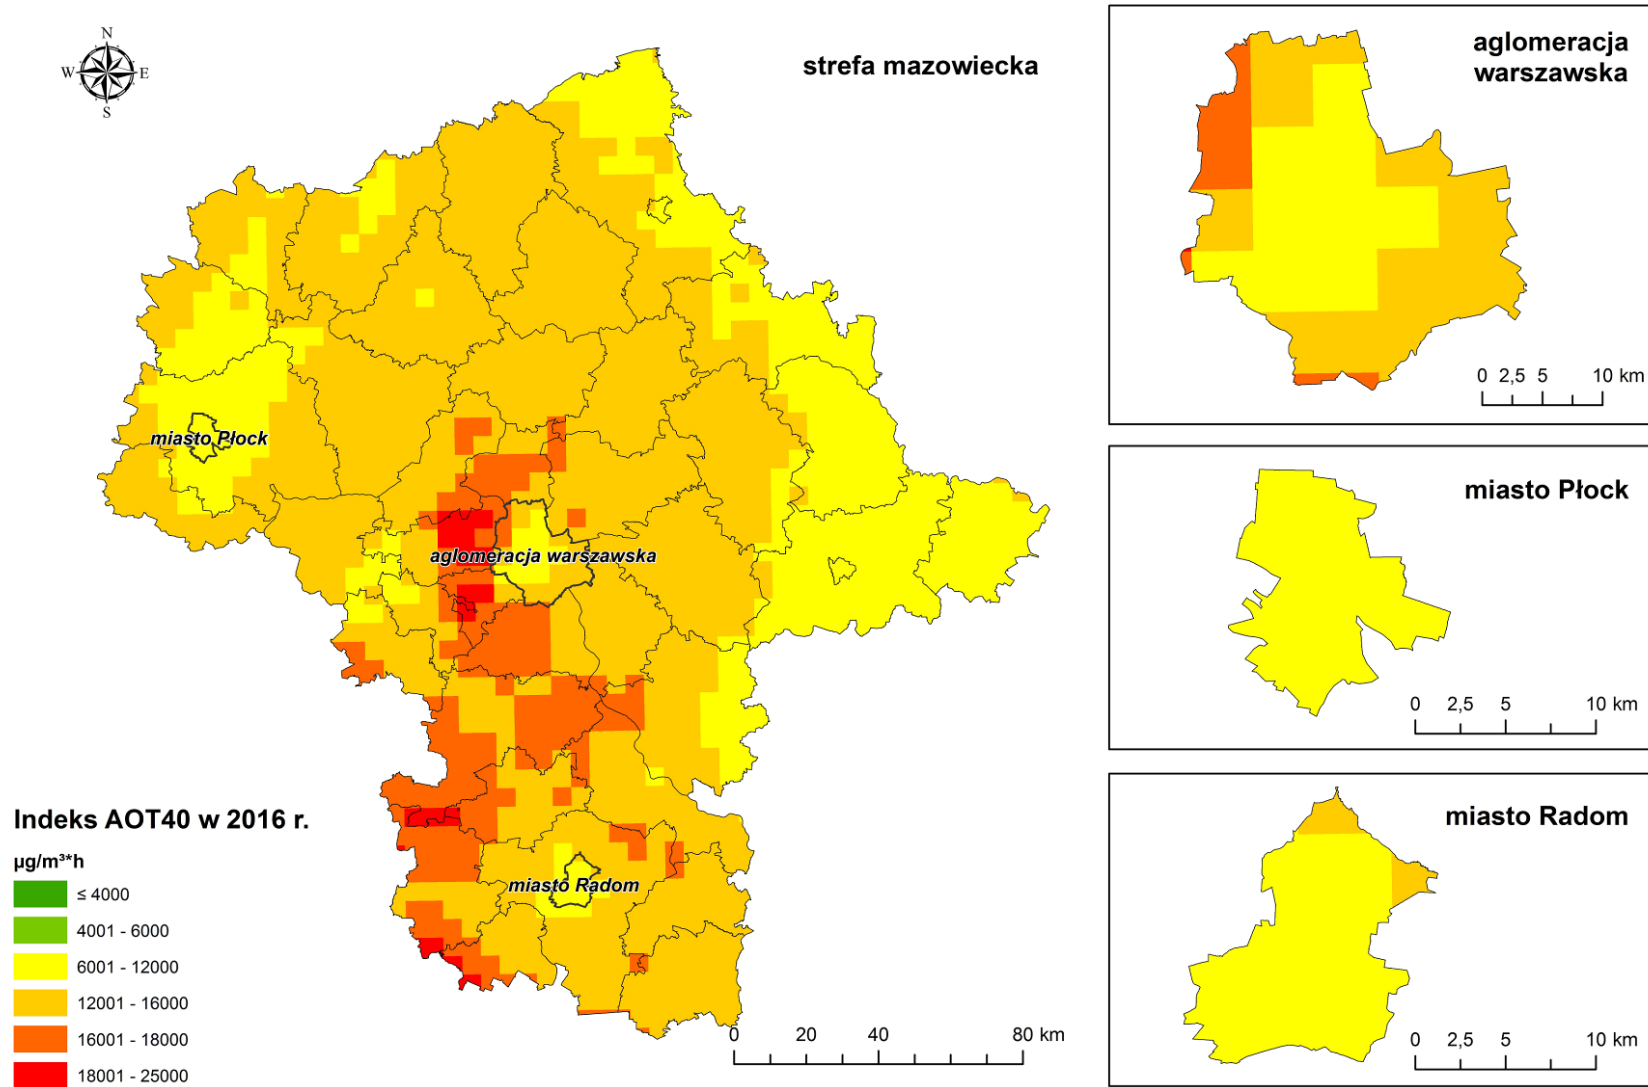 N
W
E
S
strefa mazowiecka
miasto Płock
aglomeracja warszawska
miasto Radom
Indeks AOT40 w 2016 r.
µg/m³*h
≤ 4000
4001 - 6000
6001 - 12000
12001 - 16000
16001 - 18000
18001 - 25000
0 20 40 80 km
aglomeracja
warszawska
0 2,5 5 10 km
miasto Płock
0 2,5 5 10 km
miasto Radom
0 2,5 5 10 km